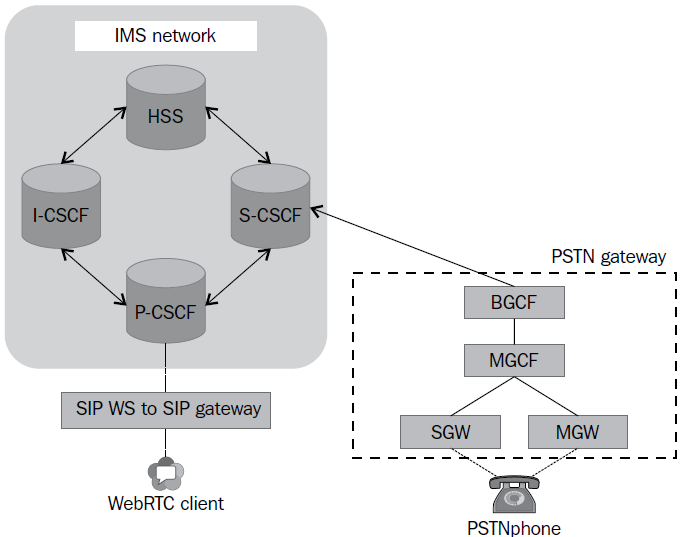 IMS network
HSS
I-CSCF
S-CSCF
P-CSCF
PSTN gateway
BGCF
MGCF
SIP WS to SIP gateway
SGW
MGW
WebRTC client
PSTNphone